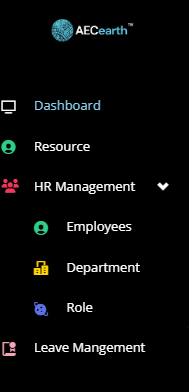 AECearth™
Dashboard
Resource
HR Management
Employees
Department
Role
Leave Mangement